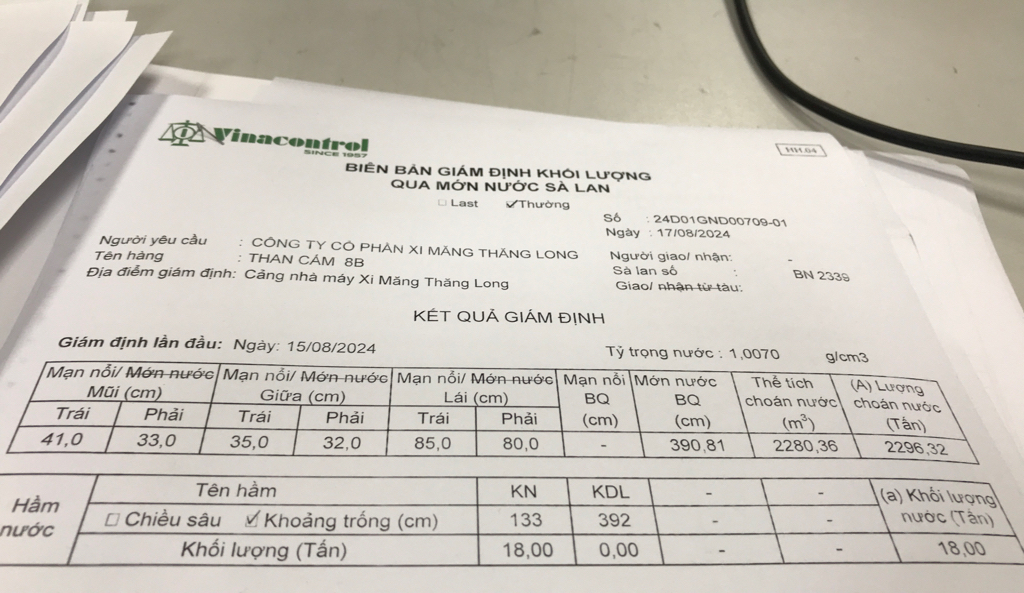 Vinacontrol
SINCE 1957
HH.04
BIÊN BẢN GIÁM ĐỊNH KHỐI LƯỢNG
QUA MỚN NƯỚC SÀ LAN
☐ Last ☑ Thường
Số : 24D01GND00709-01
Ngày : 17/08/2024
Người yêu cầu : CÔNG TY CỔ PHẦN XI MĂNG THĂNG LONG
Người giao/ nhận: -
Tên hàng : THAN CÁM 8B
Sà lan số : BN 2339
Địa điểm giám định: Cảng nhà máy Xi Măng Thăng Long
Giao/ nhận từ tàu:
KẾT QUẢ GIÁM ĐỊNH
Giám định lần đầu: Ngày: 15/08/2024
Tỷ trọng nước : 1,0070 g/cm3
Mạn nổi/ Mớn nước Mũi (cm)
Mạn nổi/ Mớn nước Giữa (cm)
Mạn nổi/ Mớn nước Lái (cm)
Mạn nổi BQ (cm)
Mớn nước BQ (cm)
Thể tích choán nước (m3)
(A) Lượng choán nước (Tấn)
Trái Phải Trái Phải Trái Phải
41,0 33,0 35,0 32,0 85,0 80,0 - 390,81 2280,36 2296,32
Hầm nước
Tên hầm KN KDL - - (a) Khối lượng nước (Tấn)
☐ Chiều sâu ☑ Khoảng trống (cm) 133 392 - -
Khối lượng (Tấn) 18,00 0,00 - - 18,00